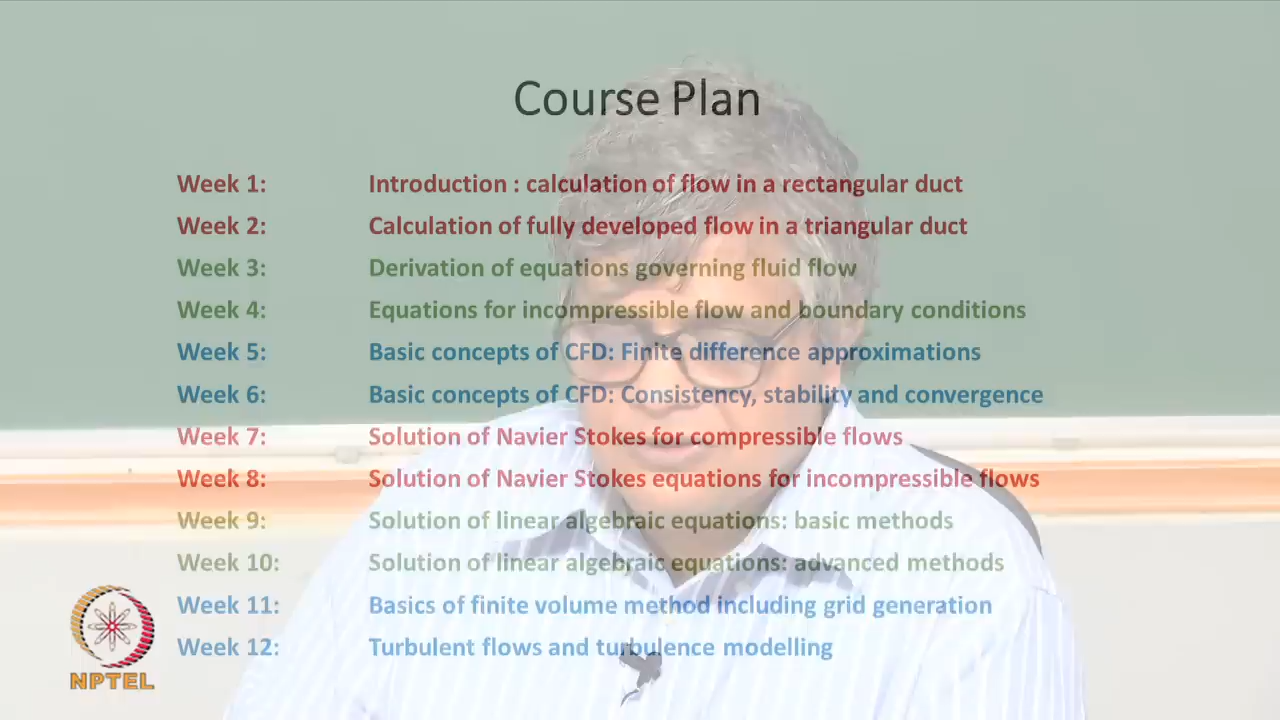 Course Plan
Week 1: Introduction : calculation of flow in a rectangular duct
Week 2: Calculation of fully developed flow in a triangular duct
Week 3: Derivation of equations governing fluid flow
Week 4: Equations for incompressible flow and boundary conditions
Week 5: Basic concepts of CFD: Finite difference approximations
Week 6: Basic concepts of CFD: Consistency, stability and convergence
Week 7: Solution of Navier Stokes for compressible flows
Week 8: Solution of Navier Stokes equations for incompressible flows
Week 9: Solution of linear algebraic equations: basic methods
Week 10: Solution of linear algebraic equations: advanced methods
Week 11: Basics of finite volume method including grid generation
Week 12: Turbulent flows and turbulence modelling
NPTEL